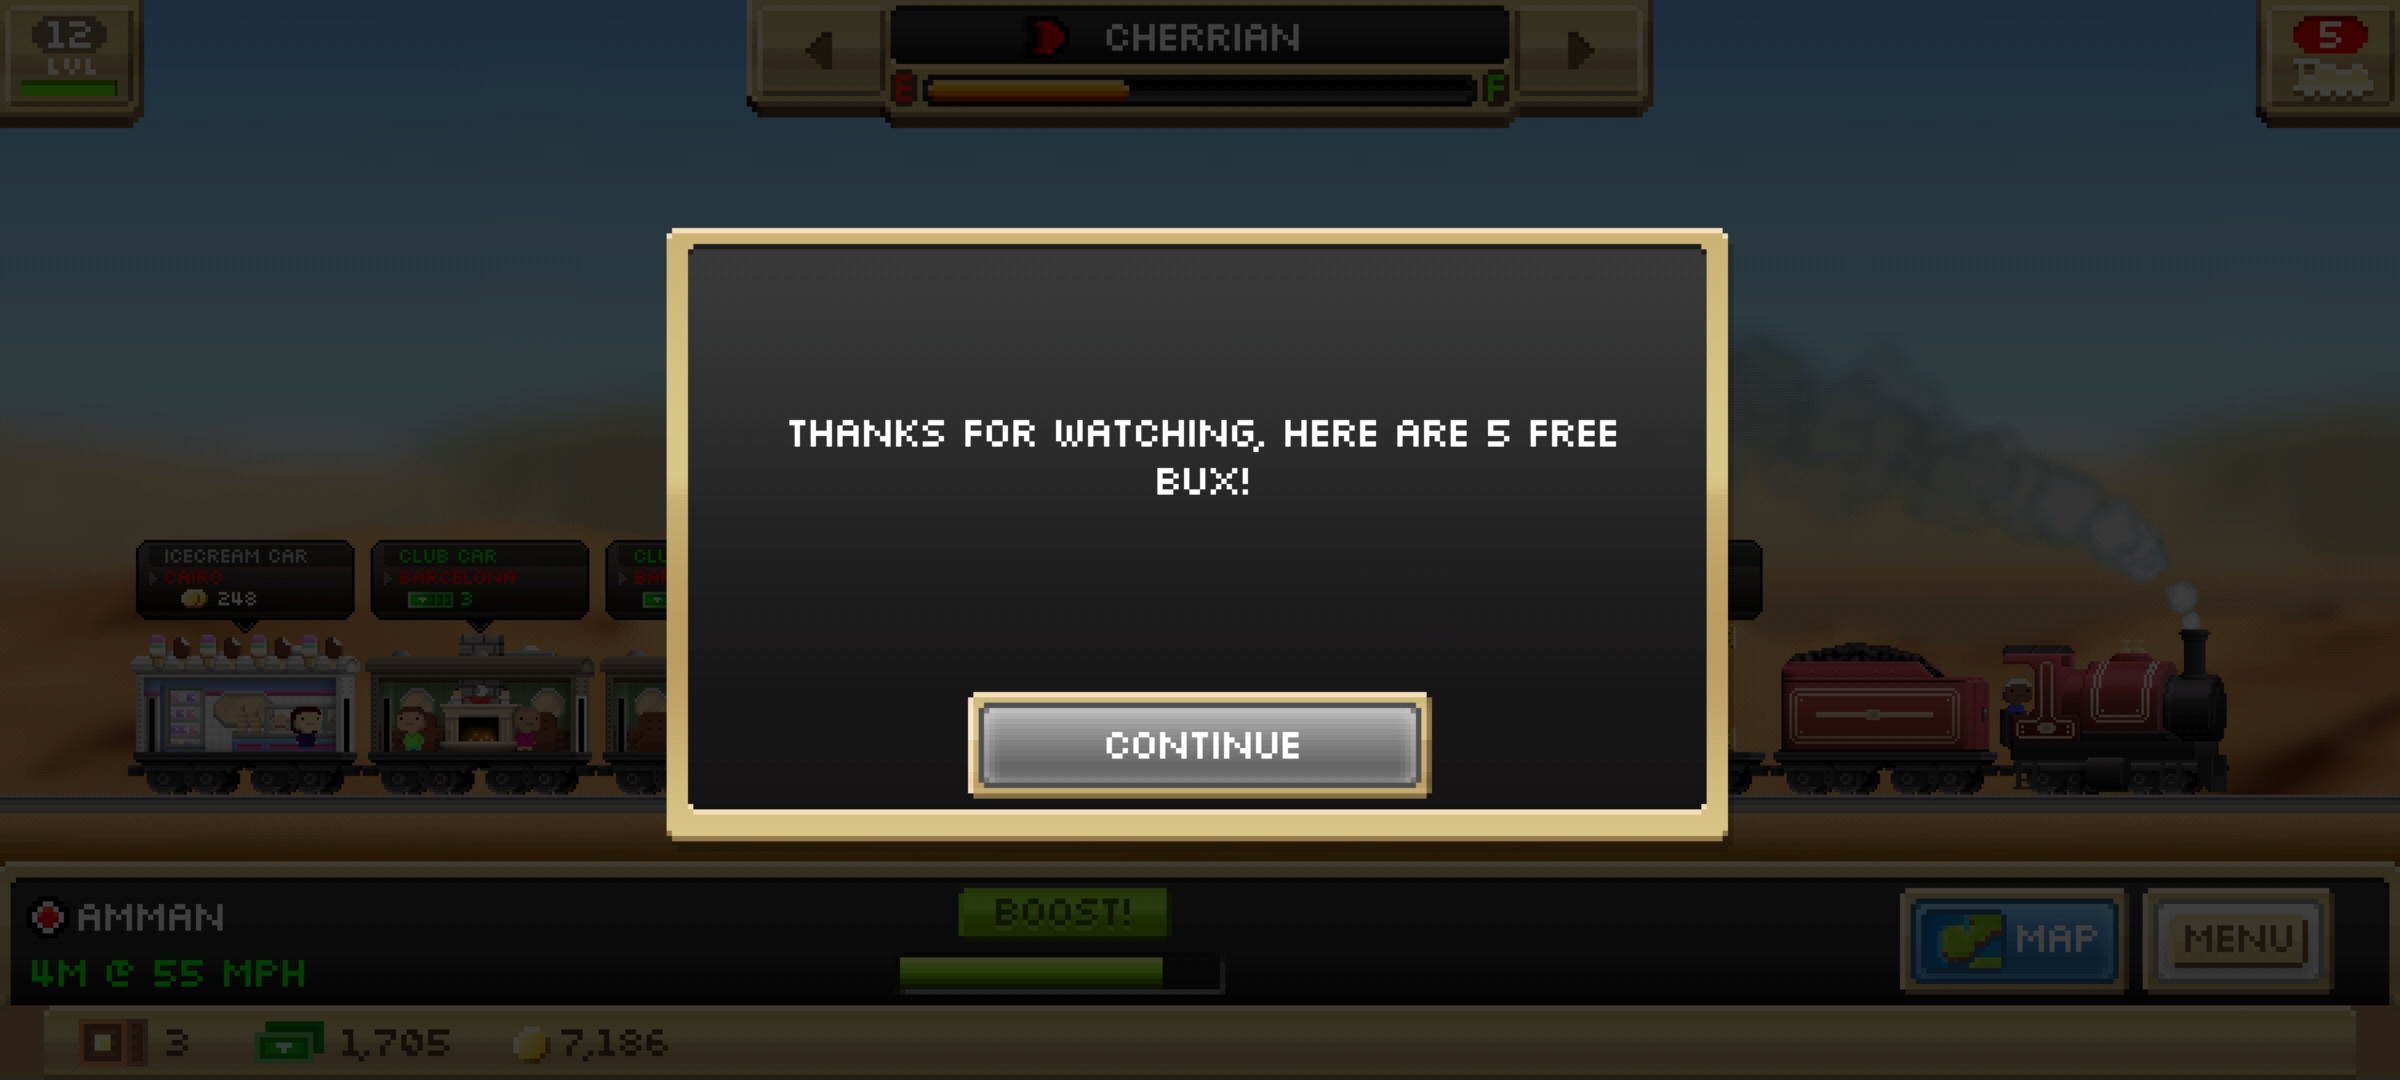 12
LVL
CHERRIAN
E
F
5
THANKS FOR WATCHING, HERE ARE 5 FREE
BUX!
CONTINUE
ICECREAM CAR
CAIRO
248
CLUB CAR
BARCELONA
3
AMMAN
4M @ 55 MPH
BOOST!
MAP
MENU
3
1,705
7,186